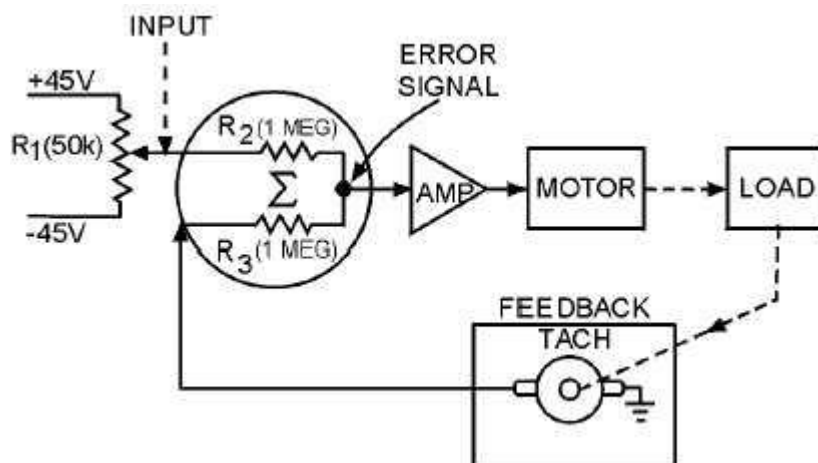 INPUT
+45V
R1(50k)
-45V
R2(1 MEG)
Σ
R3(1 MEG)
ERROR
SIGNAL
AMP
MOTOR
LOAD
FEEDBACK
TACH